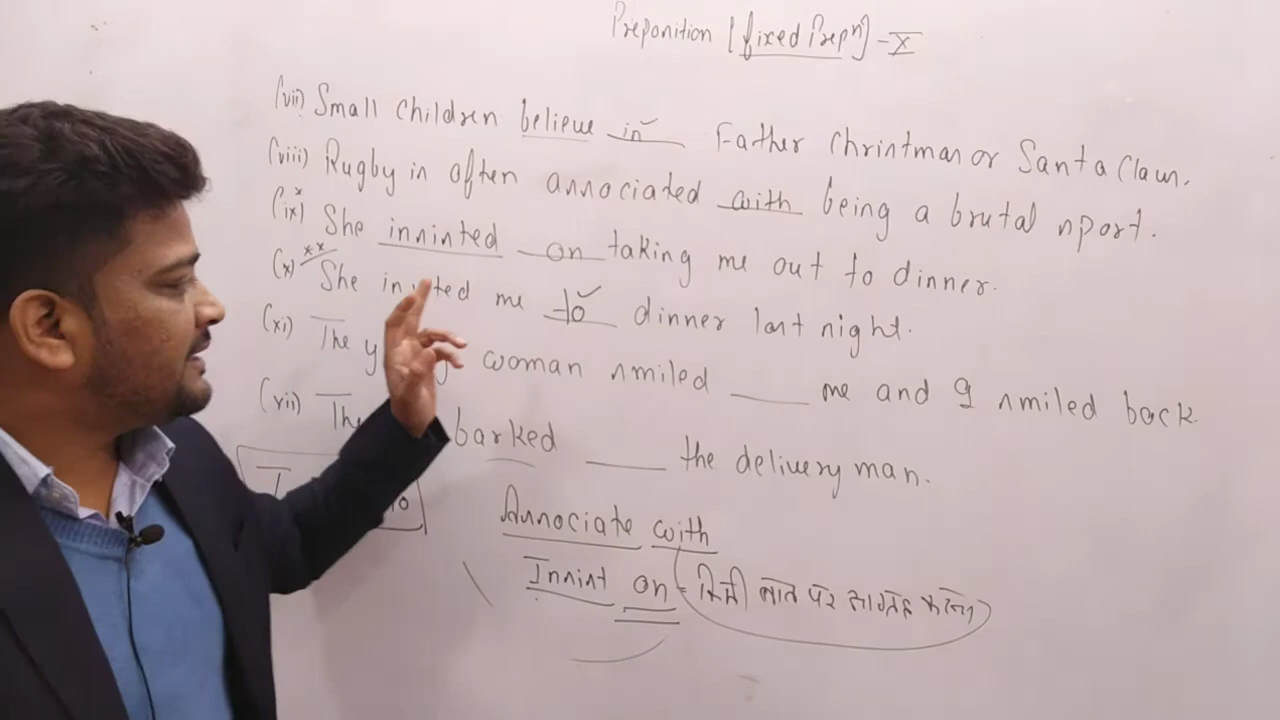 Preposition [fixed Prepⁿ] - X
(vii) Small children believe in Father Christmas or Santa Claus.
(viii) Rugby is often associated with being a brutal sport.
(ix) She insisted on taking me out to dinner.
(x) ** She invited me to dinner last night.
(xi) The woman smiled ____ me and I smiled back.
(xii) The barked ____ the delivery man.
Associate with
Insist on = किसी बात पर आग्रह करना